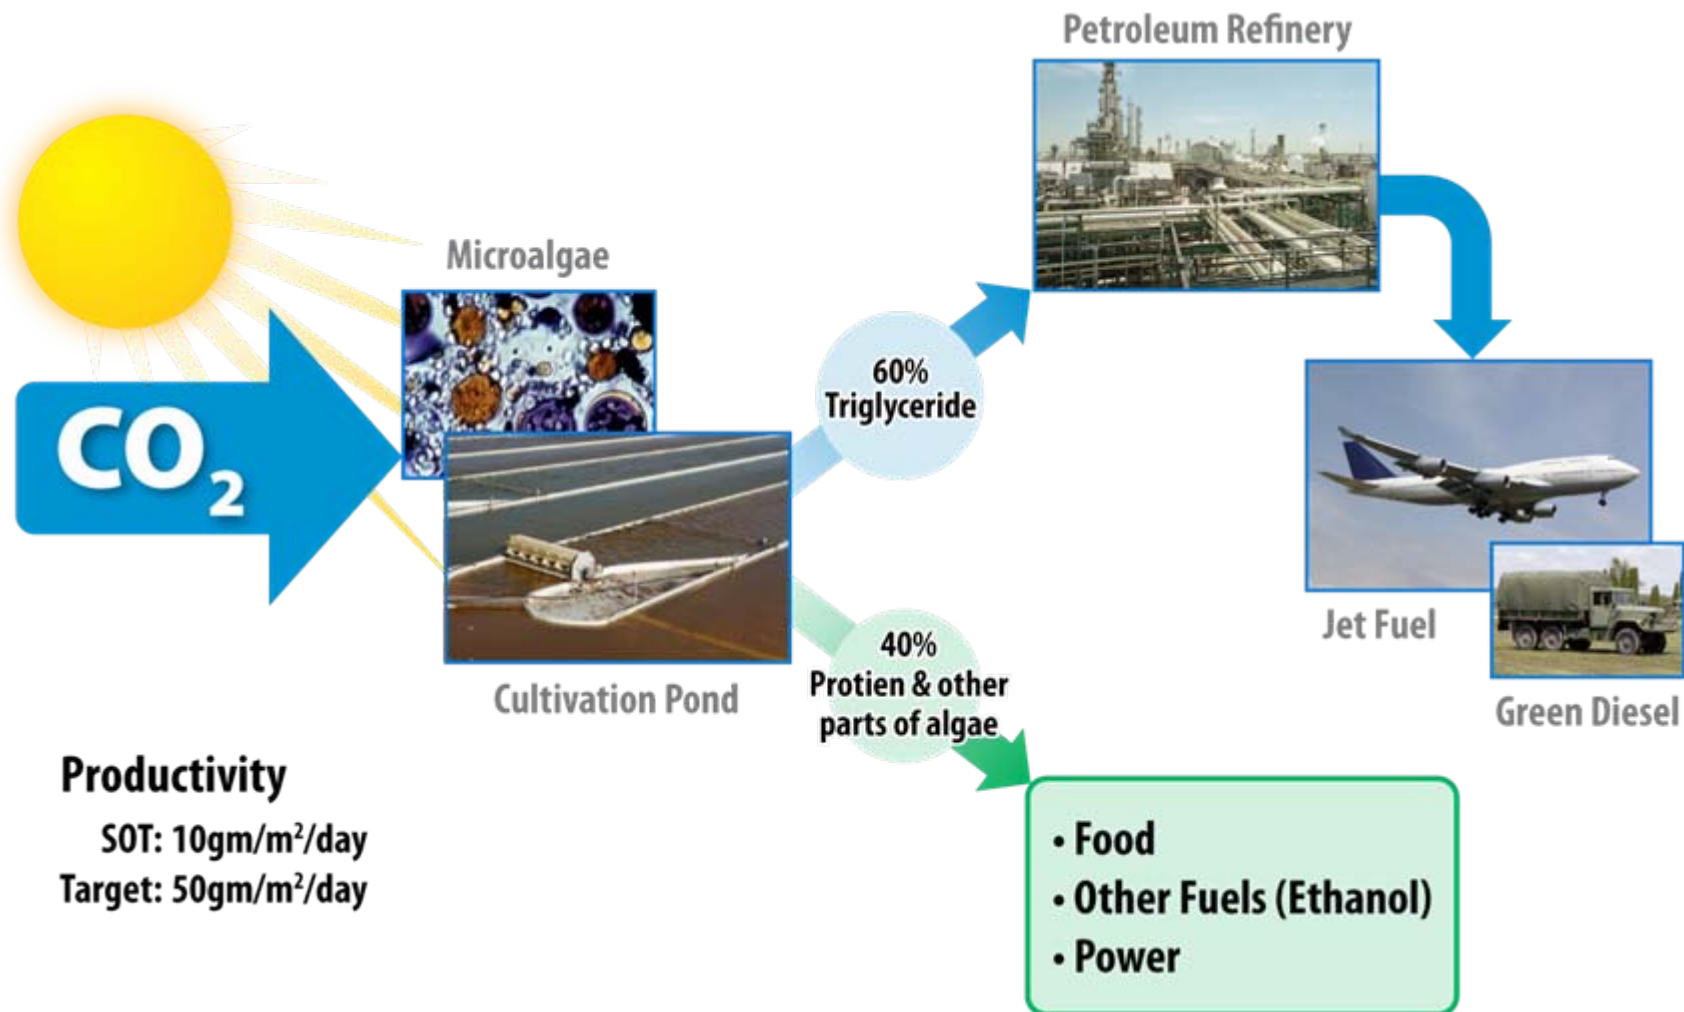 Petroleum Refinery
Microalgae
CO₂
60%
Triglyceride
Jet Fuel
Green Diesel
Cultivation Pond
40%
Protien & other
parts of algae
Productivity
SOT: 10gm/m²/day
Target: 50gm/m²/day
• Food
• Other Fuels (Ethanol)
• Power